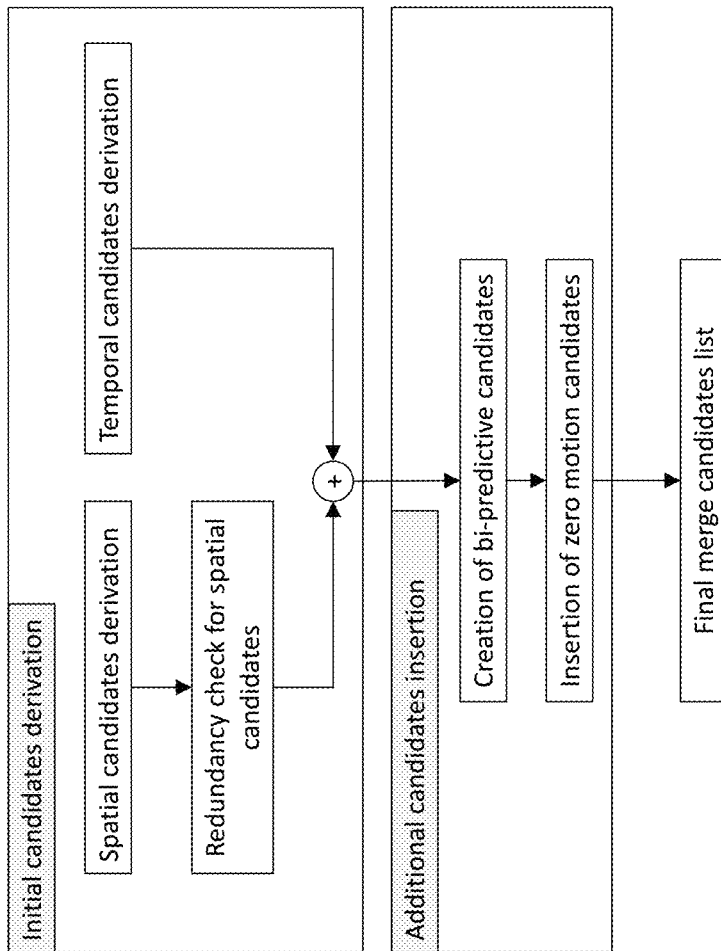 Initial candidates derivation
Spatial candidates derivation
Temporal candidates derivation
Redundancy check for spatial
candidates
+
Additional candidates insertion
Creation of bi-predictive candidates
Insertion of zero motion candidates
Final merge candidates list